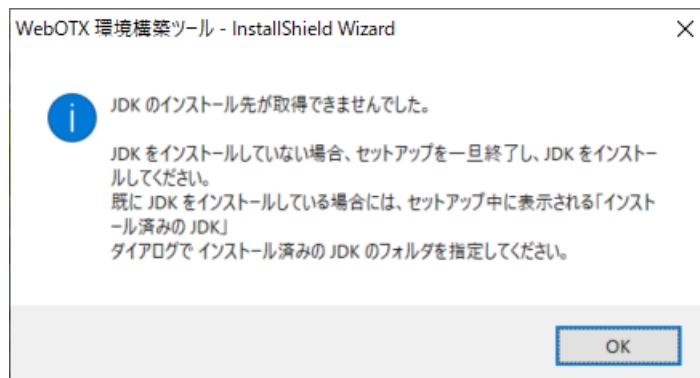 WebOTX 環境構築ツール - InstallShield Wizard
JDK のインストール先が取得できませんでした。
JDK をインストールしていない場合、セットアップを一旦終了し、JDK をインストー
ルしてください。
既に JDK をインストールしている場合には、セットアップ中に表示される「インスト
ール済みの JDK」
ダイアログで インストール済みの JDK のフォルダを指定してください。
OK